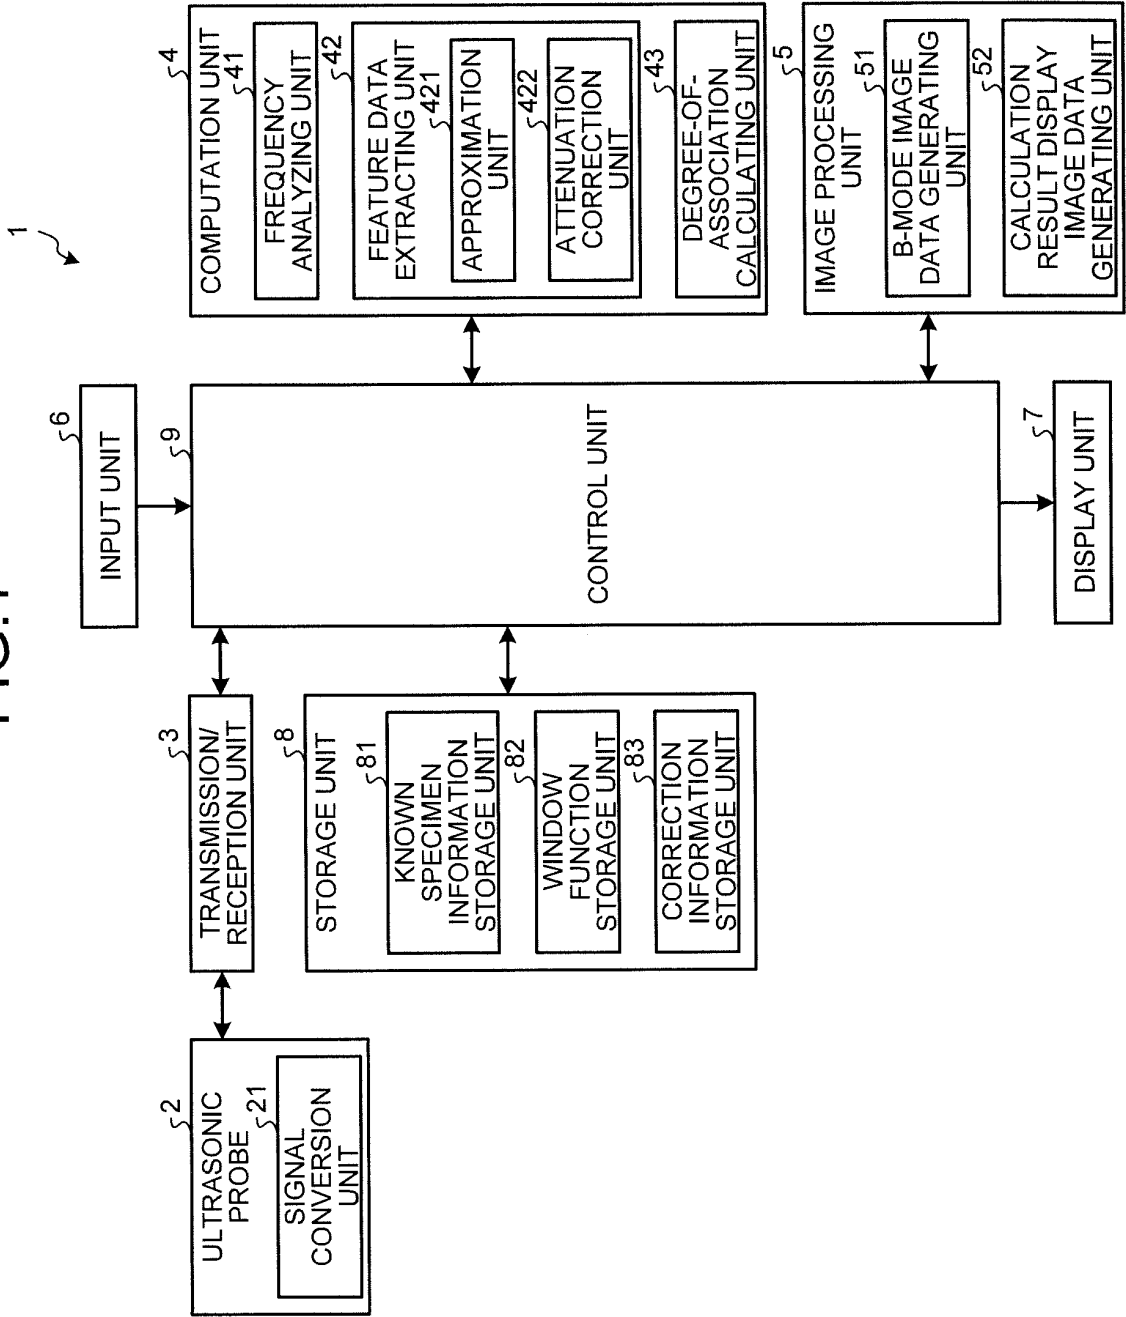 1
2
ULTRASONIC
PROBE
21
SIGNAL
CONVERSION
UNIT
3
TRANSMISSION/
RECEPTION UNIT
8
STORAGE UNIT
81
KNOWN
SPECIMEN
INFORMATION
STORAGE UNIT
82
WINDOW
FUNCTION
STORAGE UNIT
83
CORRECTION
INFORMATION
STORAGE UNIT
6
INPUT UNIT
9
CONTROL UNIT
7
DISPLAY UNIT
4
COMPUTATION UNIT
41
FREQUENCY
ANALYZING UNIT
42
FEATURE DATA
EXTRACTING UNIT
421
APPROXIMATION
UNIT
422
ATTENUATION
CORRECTION
UNIT
43
DEGREE-OF-
ASSOCIATION
CALCULATING UNIT
5
IMAGE PROCESSING
UNIT
51
B-MODE IMAGE
DATA GENERATING
UNIT
52
CALCULATION
RESULT DISPLAY
IMAGE DATA
GENERATING UNIT